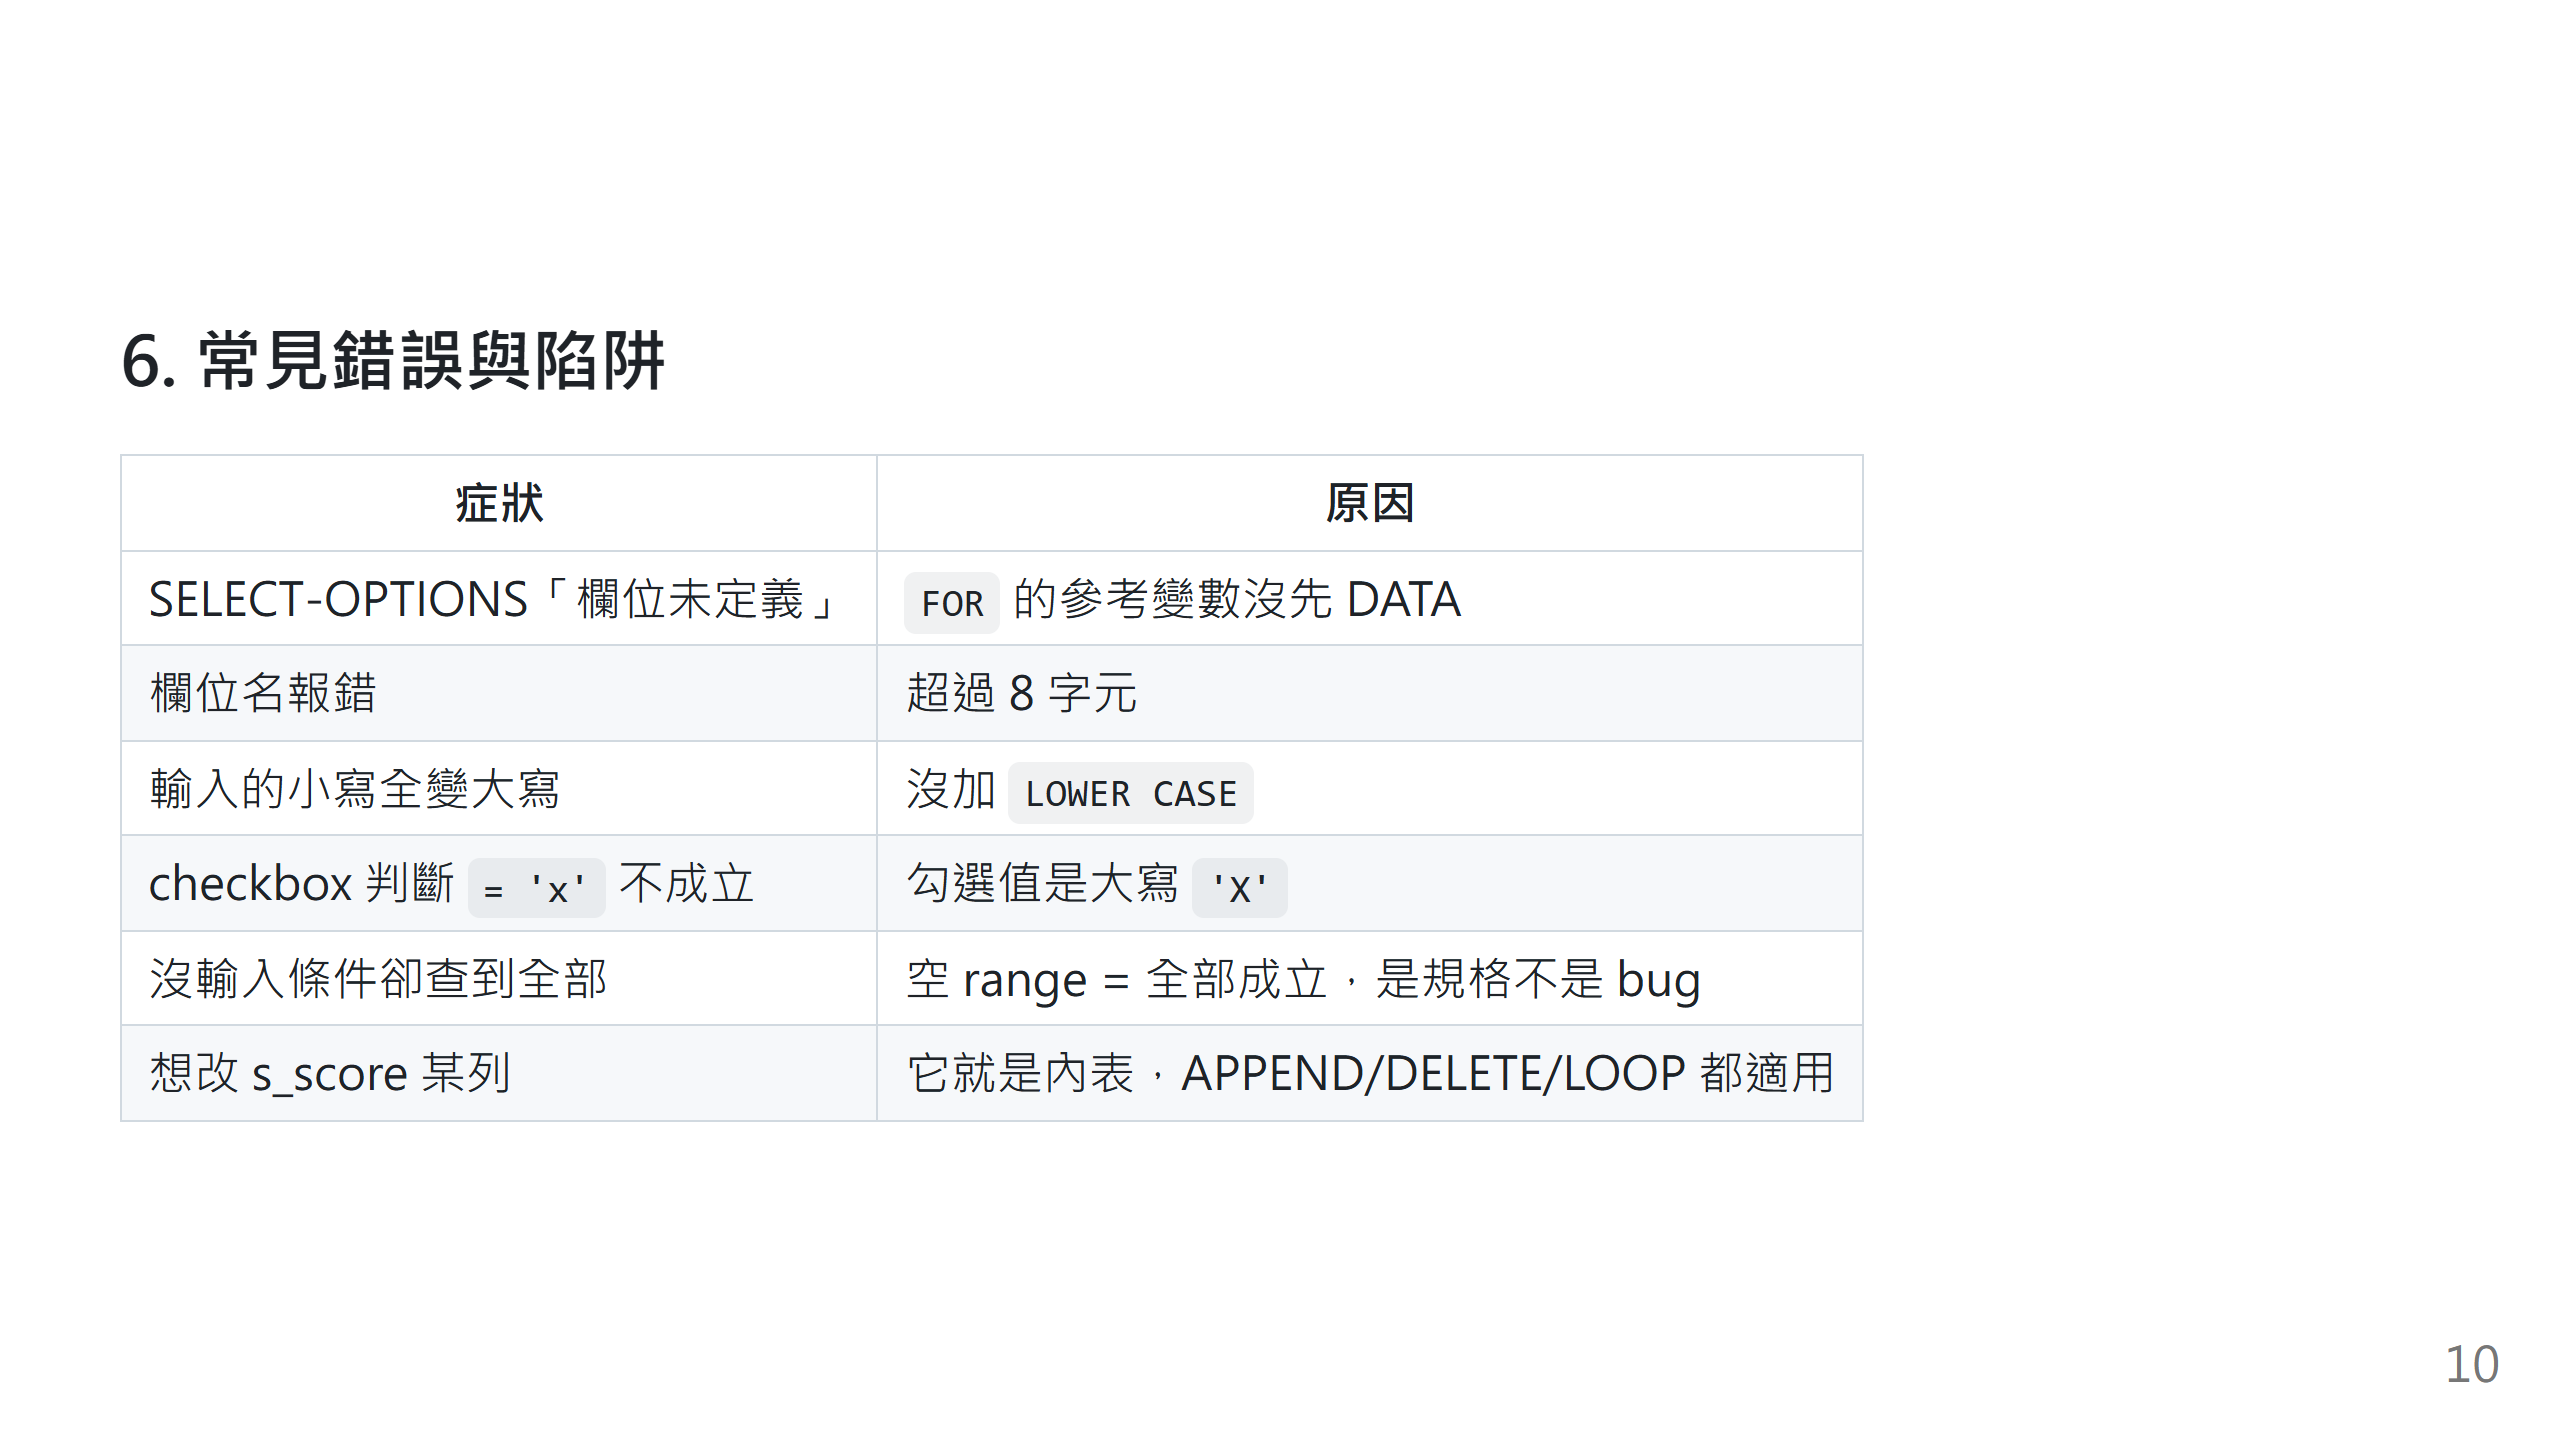 6. 常見錯誤與陷阱
症狀 原因
SELECT-OPTIONS「欄位未定義」 FOR 的參考變數沒先 DATA
欄位名報錯 超過 8 字元
輸入的小寫全變大寫 沒加 LOWER CASE
checkbox 判斷 = 'x' 不成立 勾選值是大寫 'X'
沒輸入條件卻查到全部 空 range = 全部成立，是規格不是 bug
想改 s_score 某列 它就是內表，APPEND/DELETE/LOOP 都適用
10